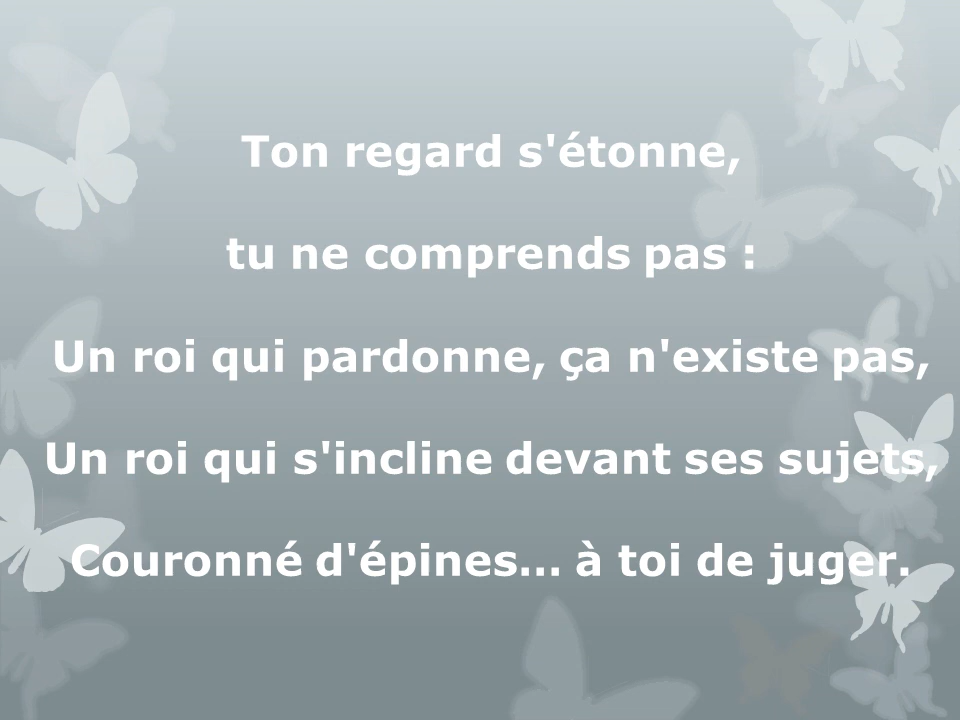 Ton regard s'étonne,
tu ne comprends pas :
Un roi qui pardonne, ça n'existe pas,
Un roi qui s'incline devant ses sujets,
Couronné d'épines... à toi de juger.